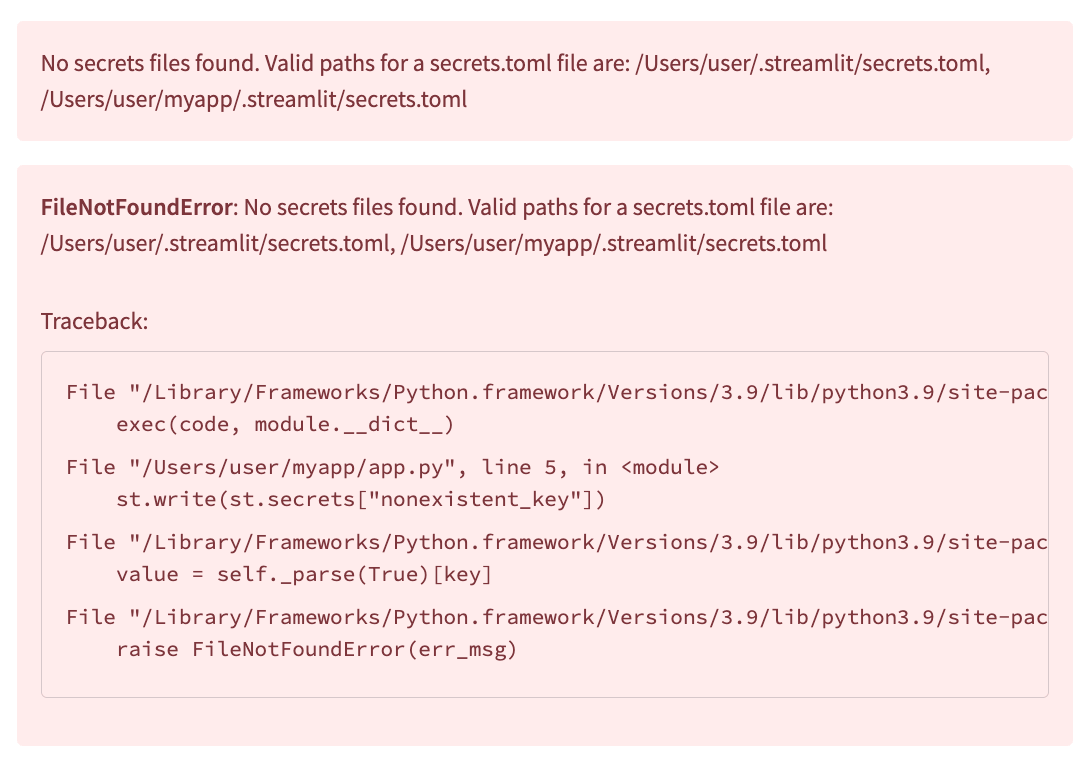 No secrets files found. Valid paths for a secrets.toml file are: /Users/user/.streamlit/secrets.toml,
/Users/user/myapp/.streamlit/secrets.toml
FileNotFoundError: No secrets files found. Valid paths for a secrets.toml file are:
/Users/user/.streamlit/secrets.toml, /Users/user/myapp/.streamlit/secrets.toml
Traceback:
File "/Library/Frameworks/Python.framework/Versions/3.9/lib/python3.9/site-pac
    exec(code, module.__dict__)
File "/Users/user/myapp/app.py", line 5, in <module>
    st.write(st.secrets["nonexistent_key"])
File "/Library/Frameworks/Python.framework/Versions/3.9/lib/python3.9/site-pac
    value = self._parse(True)[key]
File "/Library/Frameworks/Python.framework/Versions/3.9/lib/python3.9/site-pac
    raise FileNotFoundError(err_msg)